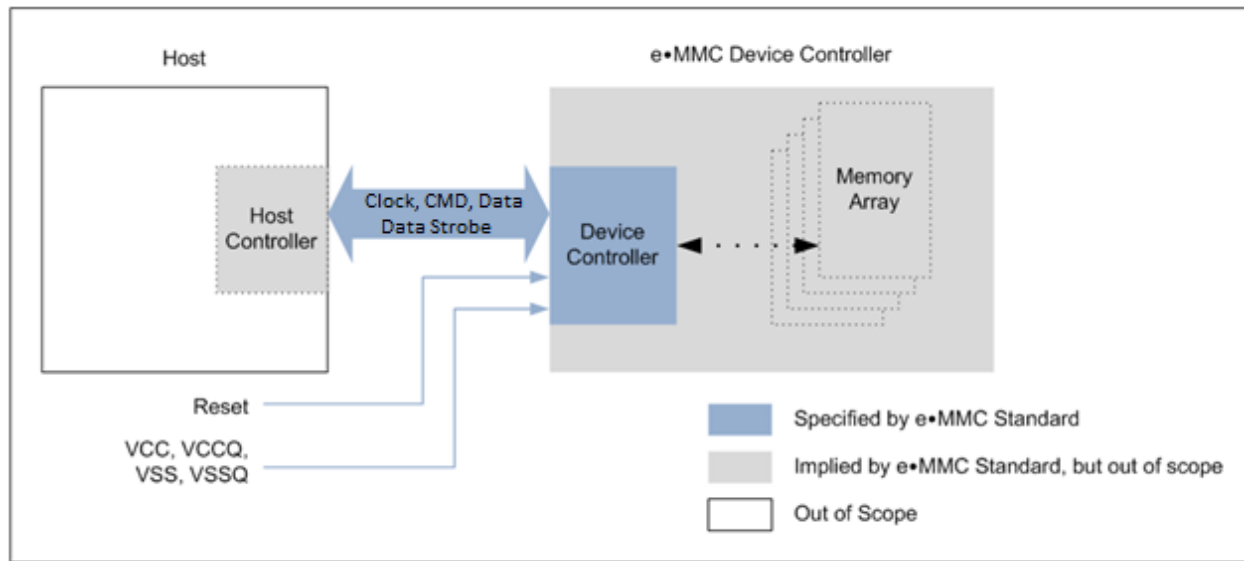 Host
e•MMC Device Controller
Memory
Array
Clock, CMD, Data
Data Strobe
Host
Controller
Device
Controller
Reset
VCC, VCCQ,
VSS, VSSQ
Specified by e•MMC Standard
Implied by e•MMC Standard, but out of scope
Out of Scope